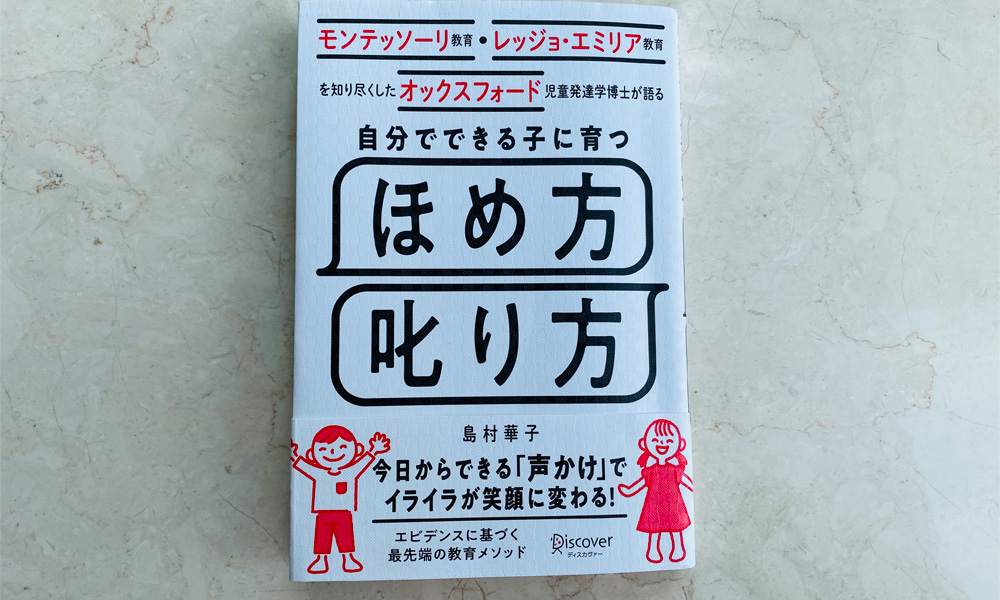 モンテッソーリ教育・レッジョ・エミリア教育
を知り尽くしたオックスフォード児童発達学博士が語る
自分でできる子に育つ
ほめ方
叱り方
島村華子
今日からできる「声かけ」で
イライラが笑顔に変わる!
エビデンスに基づく
最先端の教育メソッド
Discover
ディスカヴァー